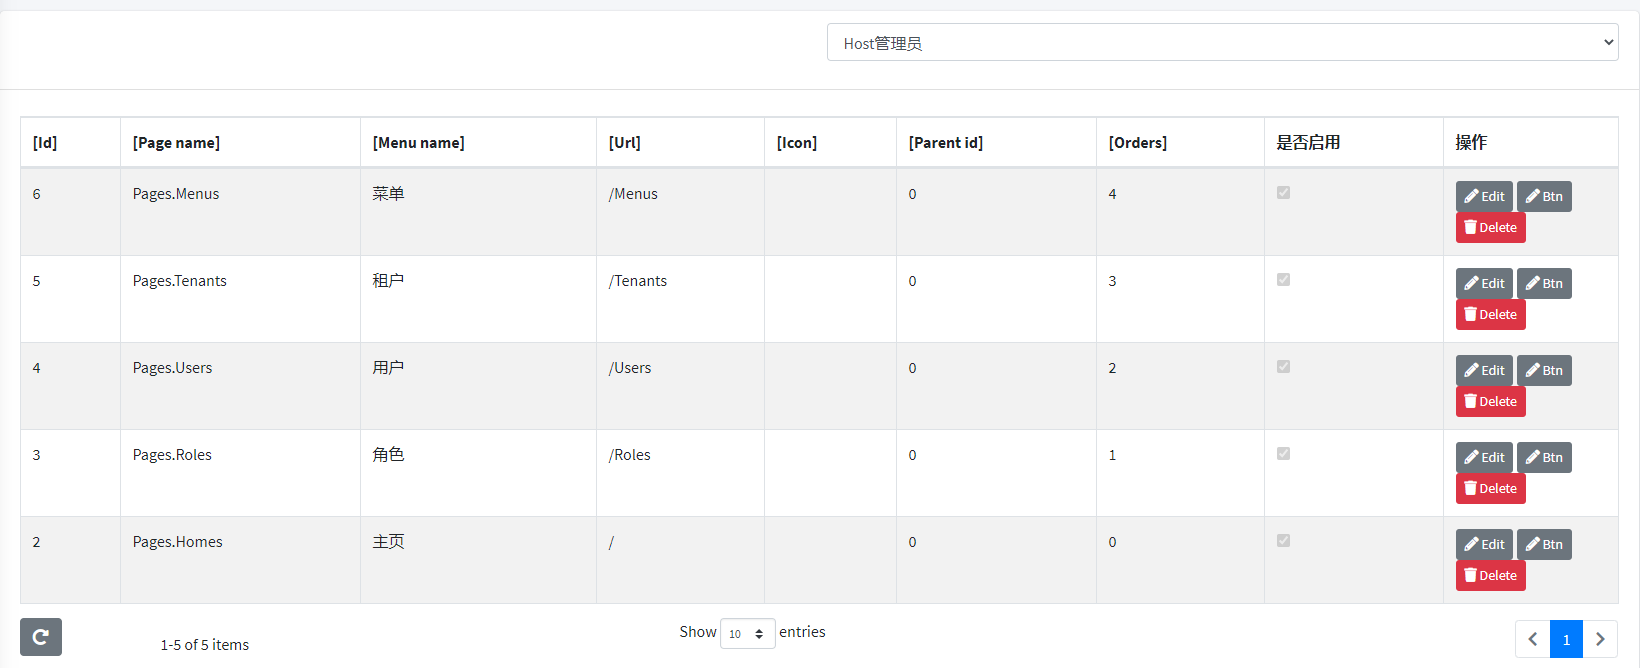 Host管理员
[Id] [Page name] [Menu name] [Url] [Icon] [Parent id] [Orders] 是否启用 操作
6 Pages.Menus 菜单 /Menus 0 4 Edit Btn
Delete
5 Pages.Tenants 租户 /Tenants 0 3 Edit Btn
Delete
4 Pages.Users 用户 /Users 0 2 Edit Btn
Delete
3 Pages.Roles 角色 /Roles 0 1 Edit Btn
Delete
2 Pages.Homes 主页 / 0 0 Edit Btn
Delete
1-5 of 5 items Show 10 entries 1